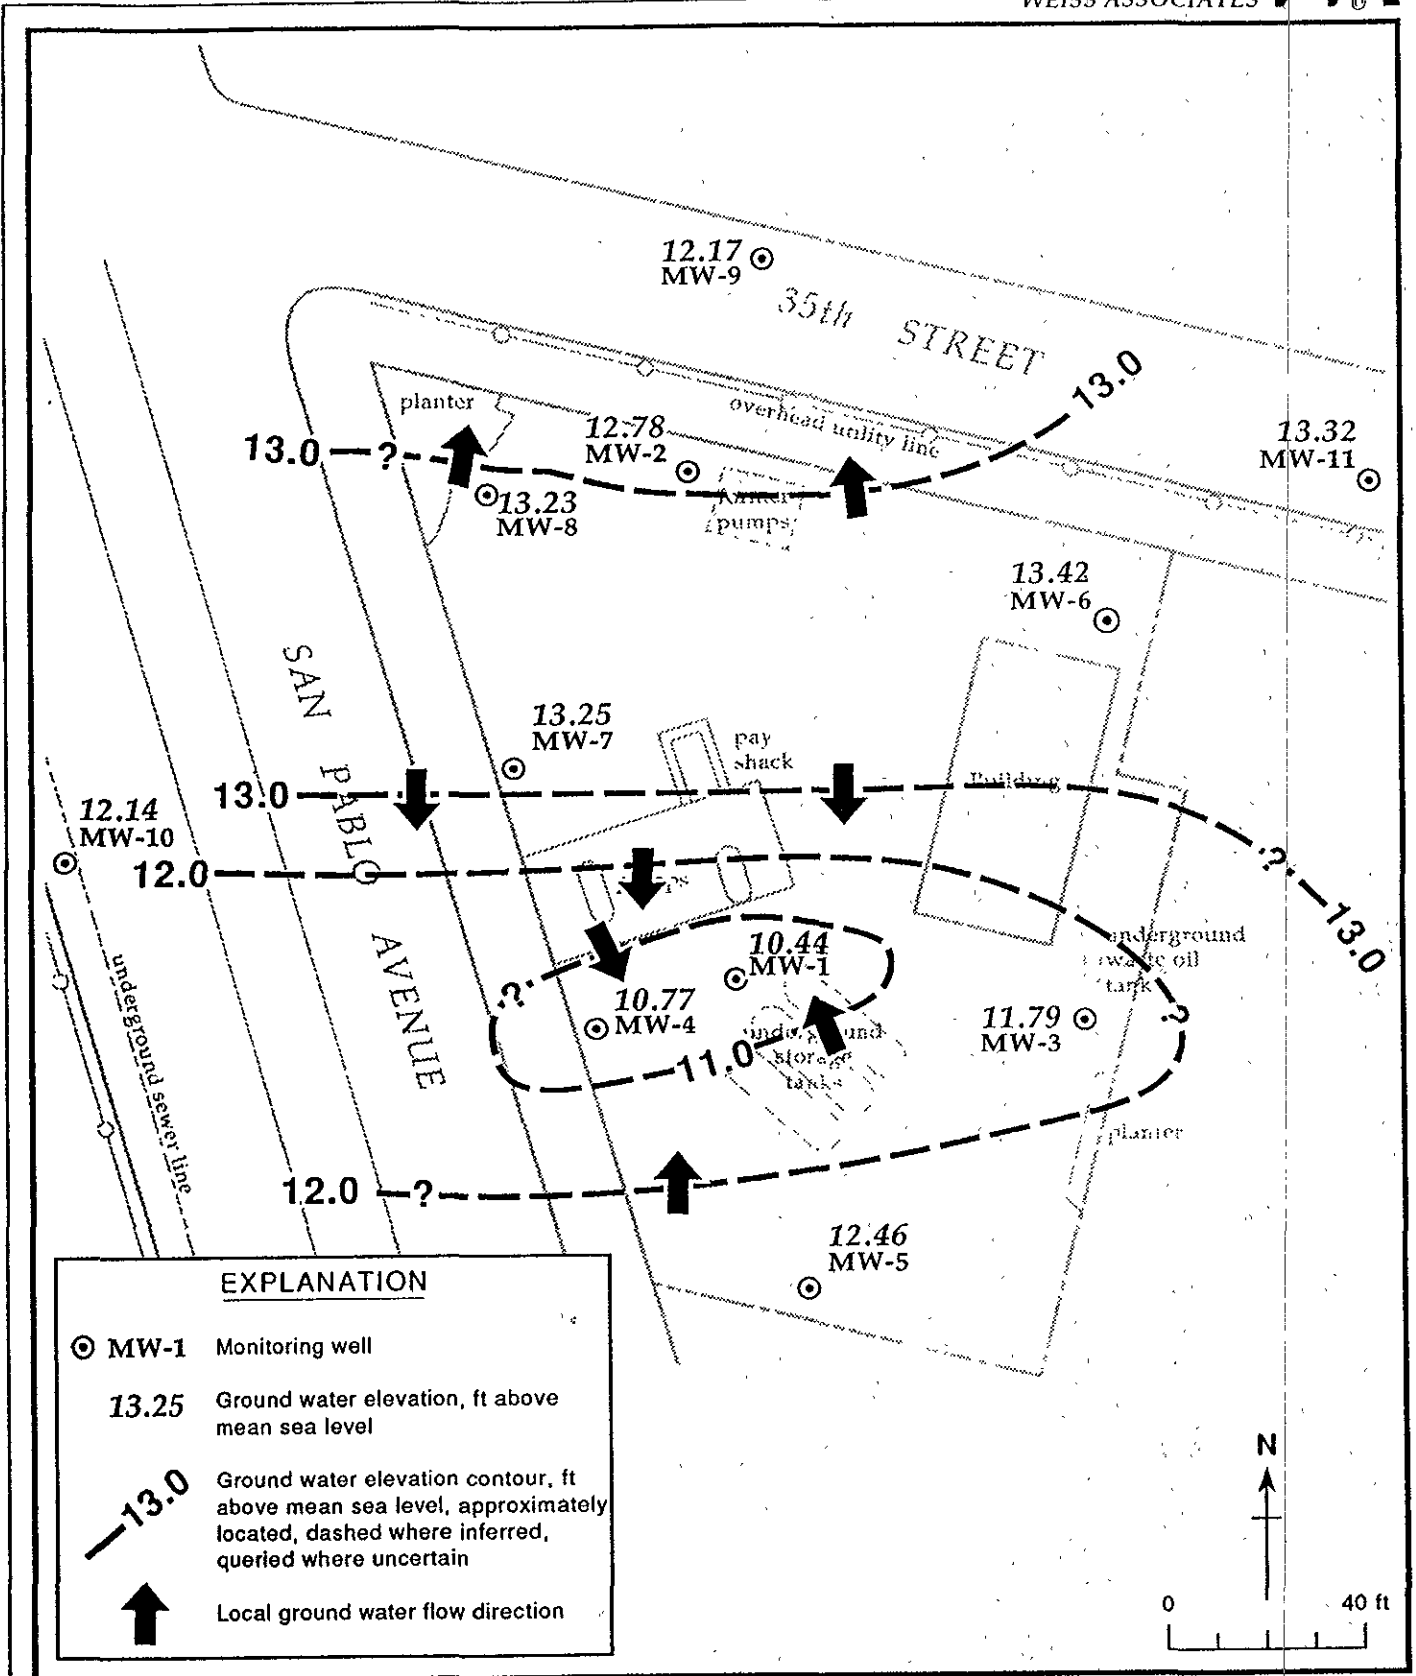 WEISS ASSOCIATES
12.17
MW-9
35th STREET
13.0
planter
overhead utility line
12.78
MW-2
13.32
MW-11
13.0
?
13.23
MW-8
pumps
13.42
MW-6
SAN PABLO AVENUE
13.25
MW-7
pay
shack
Building
13.0
12.14
MW-10
12.0
?
13.0
underground
waste oil
tank
10.44
MW-1
?
10.77
MW-4
11.79
MW-3
?
underground
storage
tanks
11.0
underground sewer line
planter
12.0
?
12.46
MW-5
EXPLANATION
MW-1 Monitoring well
13.25 Ground water elevation, ft above
mean sea level
13.0 Ground water elevation contour, ft
above mean sea level, approximately
located, dashed where inferred,
queried where uncertain
Local ground water flow direction
N
0 40 ft